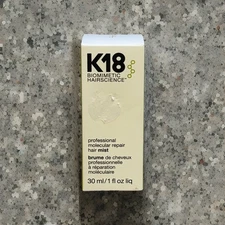 K18
BIOMIMETIC
HAIRSCIENCE
professional
molecular repair
hair mist
brume de cheveux
professionnelle
à réparation
moléculaire
30 ml/1 fl oz liq